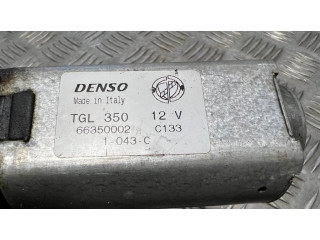 DENSO
Made in Italy
TGL 350 12 V
66350002 C133
1-043-C